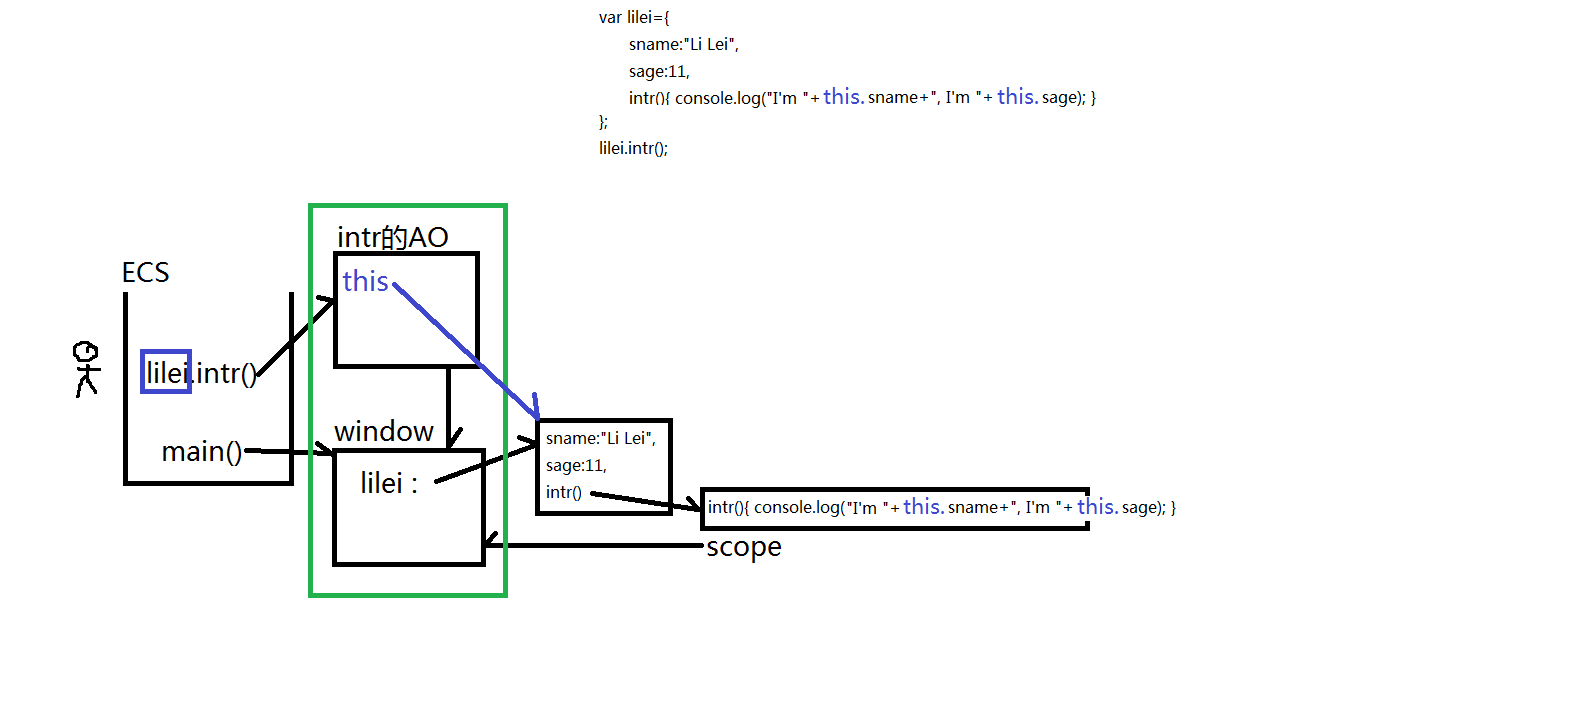 var lilei={
sname:"Li Lei",
sage:11,
intr(){ console.log("I'm "+ this. sname+", I'm "+ this. sage); }
};
lilei.intr();
intr的AO
ECS
this
lilei.intr()
window
main()
lilei :
sname:"Li Lei",
sage:11,
intr()
intr(){ console.log("I'm "+ this. sname+", I'm "+ this. sage); }
scope